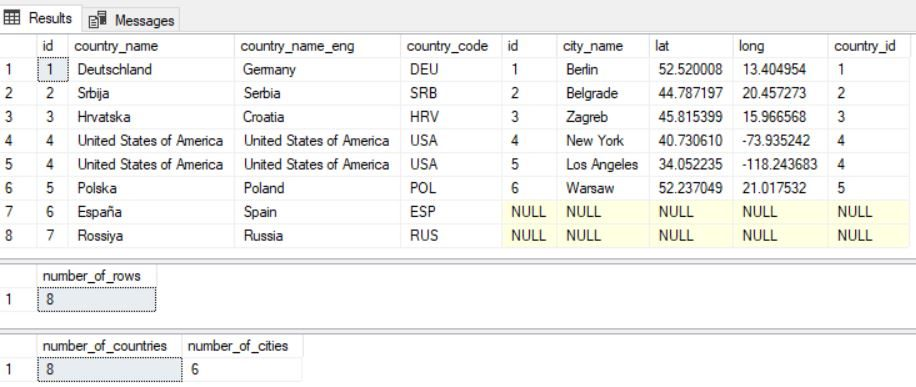 Results Messages
id country_name country_name_eng country_code id city_name lat long country_id
1 1 Deutschland Germany DEU 1 Berlin 52.520008 13.404954 1
2 2 Srbija Serbia SRB 2 Belgrade 44.787197 20.457273 2
3 3 Hrvatska Croatia HRV 3 Zagreb 45.815399 15.966568 3
4 4 United States of America United States of America USA 4 New York 40.730610 -73.935242 4
5 4 United States of America United States of America USA 5 Los Angeles 34.052235 -118.243683 4
6 5 Polska Poland POL 6 Warsaw 52.237049 21.017532 5
7 6 España Spain ESP NULL NULL NULL NULL NULL
8 7 Rossiya Russia RUS NULL NULL NULL NULL NULL
number_of_rows
1 8
number_of_countries number_of_cities
1 8 6